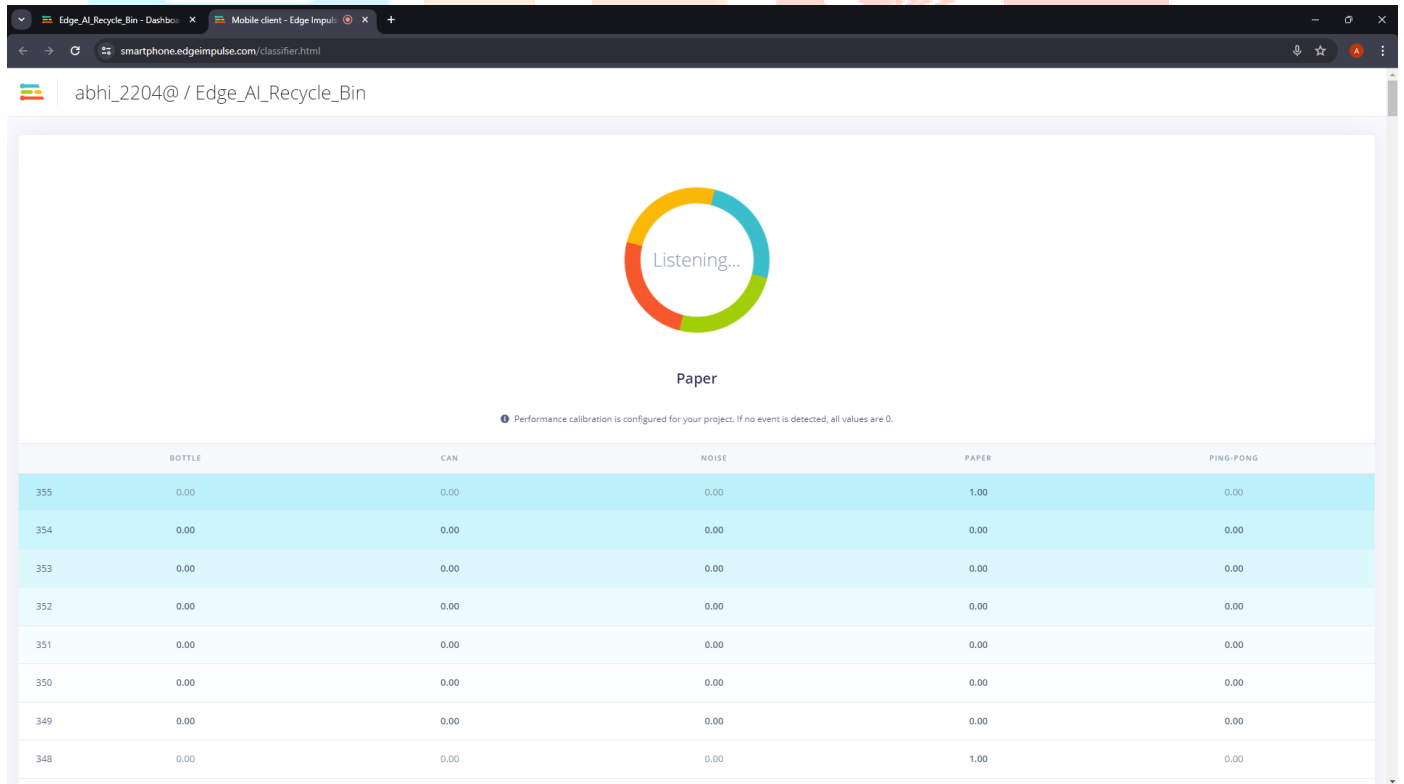 Edge_AI_Recycle_Bin - Dashboa
Mobile client - Edge Impuls
smartphone.edgeimpulse.com/classifier.html
A
abhi_2204@ / Edge_AI_Recycle_Bin
Listening...
Paper
Performance calibration is configured for your project. If no event is detected, all values are 0.
BOTTLE CAN NOISE PAPER PING-PONG
355 0.00 0.00 0.00 1.00 0.00
354 0.00 0.00 0.00 0.00 0.00
353 0.00 0.00 0.00 0.00 0.00
352 0.00 0.00 0.00 0.00 0.00
351 0.00 0.00 0.00 0.00 0.00
350 0.00 0.00 0.00 0.00 0.00
349 0.00 0.00 0.00 0.00 0.00
348 0.00 0.00 0.00 1.00 0.00